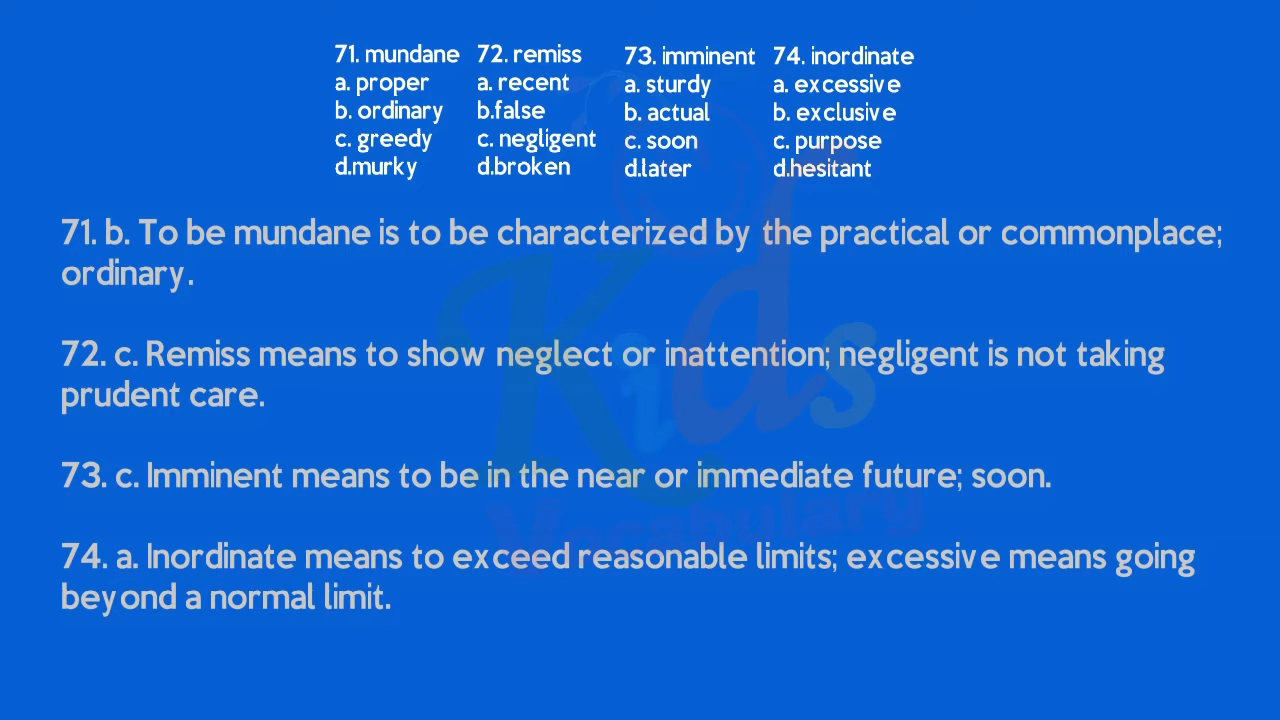 71. mundane
a. proper
b. ordinary
c. greedy
d.murky
72. remiss
a. recent
b.false
c. negligent
d.broken
73. imminent
a. sturdy
b. actual
c. soon
d.later
74. inordinate
a. excessive
b. exclusive
c. purpose
d.hesitant
71. b. To be mundane is to be characterized by the practical or commonplace;
ordinary.
72. c. Remiss means to show neglect or inattention; negligent is not taking
prudent care.
73. c. Imminent means to be in the near or immediate future; soon.
74. a. Inordinate means to exceed reasonable limits; excessive means going
beyond a normal limit.
Kids
Vocabulary